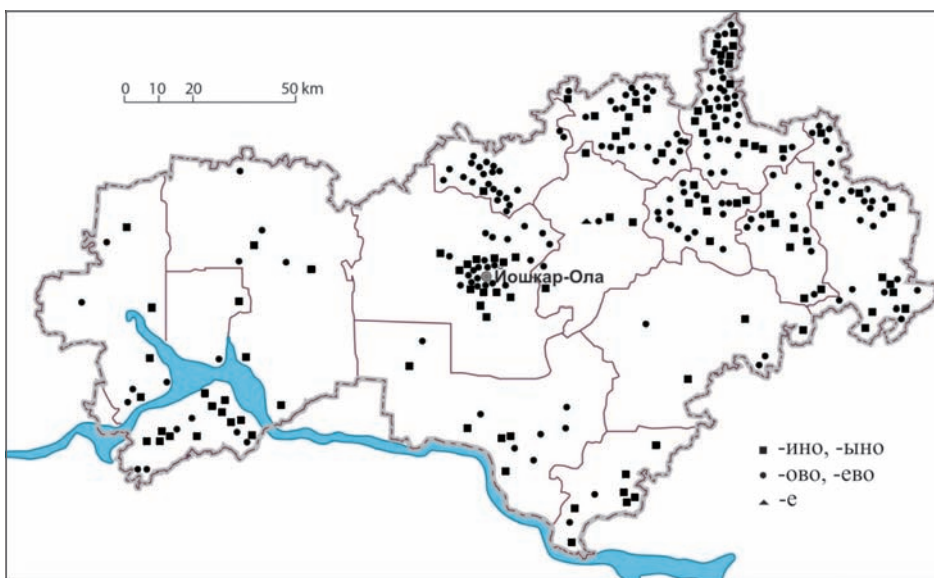 0 10 20 50 km
Йошкар-Ола
-ино, -ыно
-ово, -ево
-е